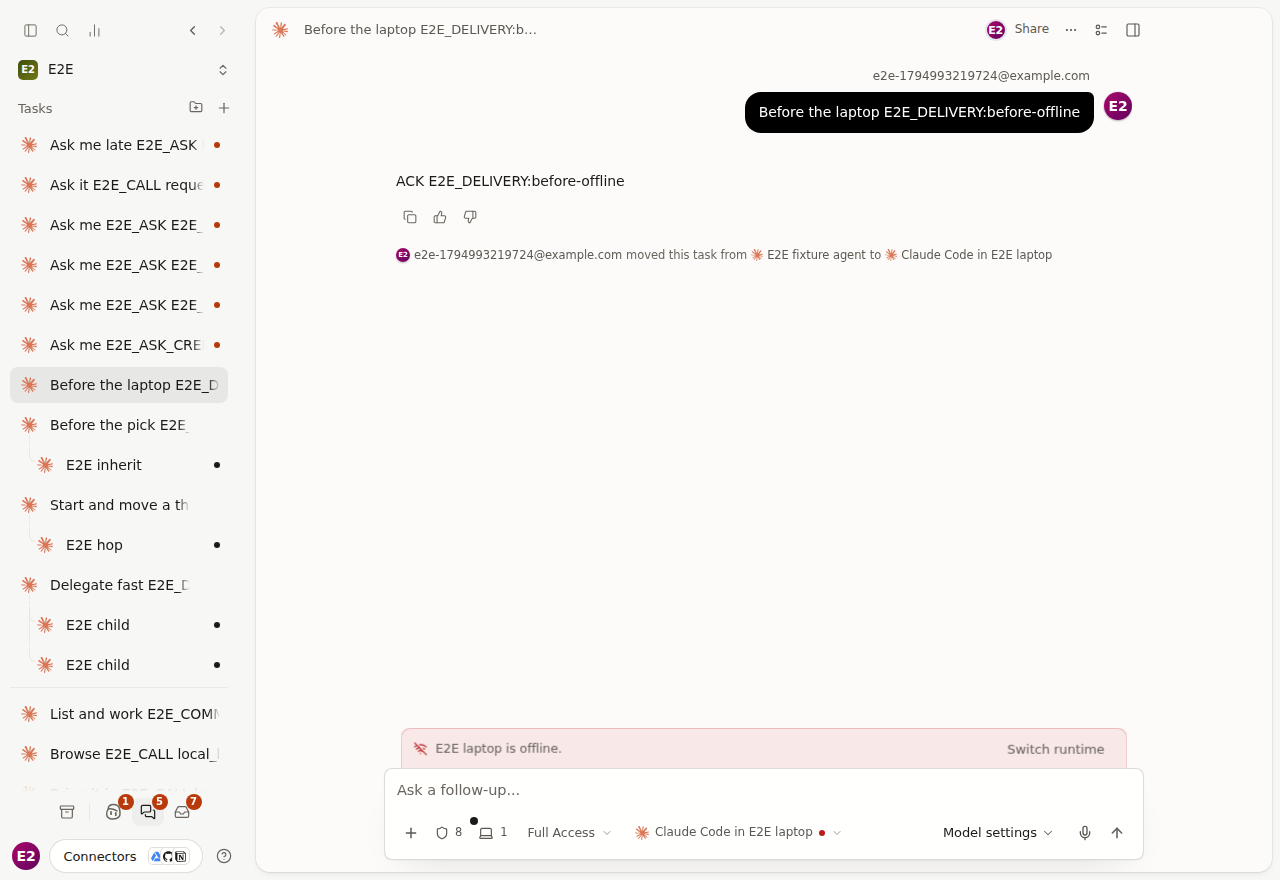 Before the laptop E2E_DELIVERY:b...
E2 Share
E2 E2E
Tasks
Ask me late E2E_ASK
Ask it E2E_CALL reque
Ask me E2E_ASK E2E_
Ask me E2E_ASK E2E_
Ask me E2E_ASK E2E_
Ask me E2E_ASK_CRE
Before the laptop E2E_D
Before the pick E2E_
E2E inherit
Start and move a th
E2E hop
Delegate fast E2E_D
E2E child
E2E child
List and work E2E_COMM
Browse E2E_CALL local_l
1 5 7
E2 Connectors
e2e-1794993219724@example.com
Before the laptop E2E_DELIVERY:before-offline
E2
ACK E2E_DELIVERY:before-offline
E2 e2e-1794993219724@example.com moved this task from E2E fixture agent to Claude Code in E2E laptop
E2E laptop is offline. Switch runtime
Ask a follow-up...
8 1 Full Access Claude Code in E2E laptop Model settings